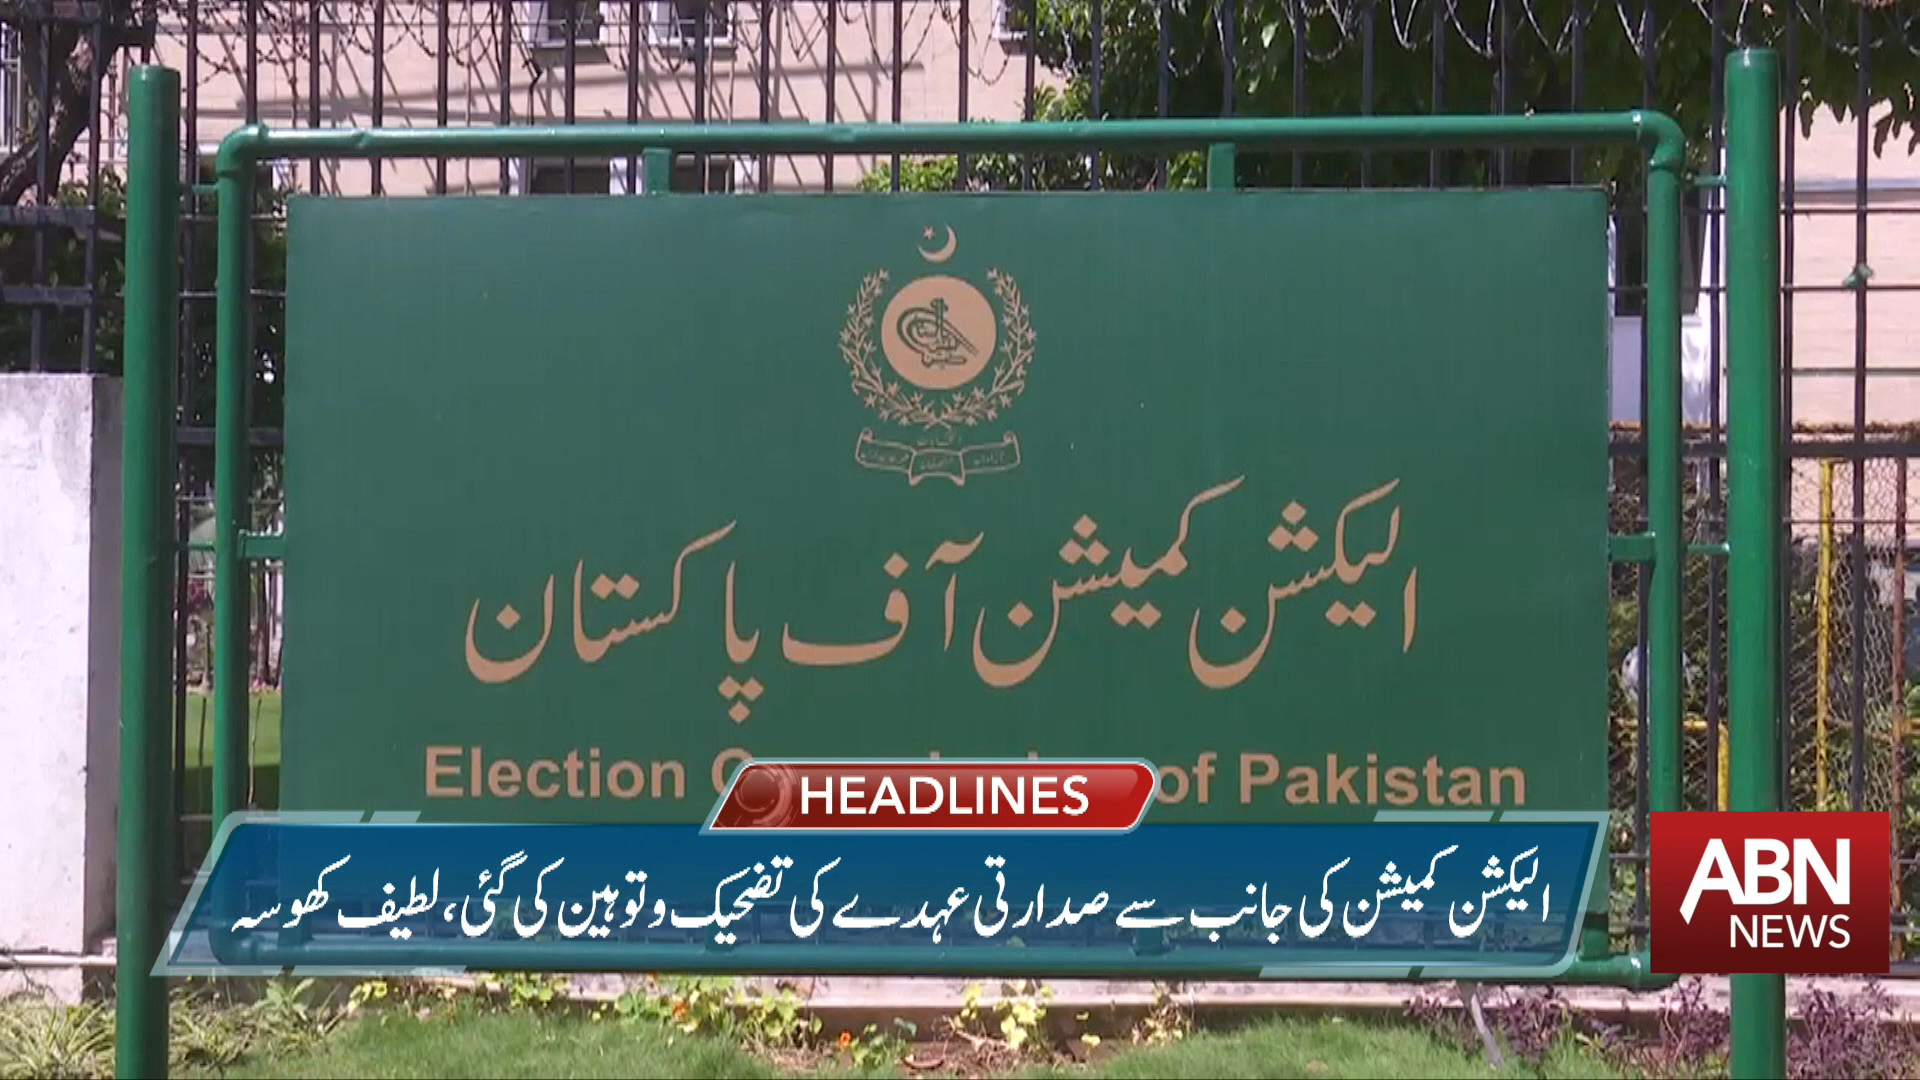 الیکشن کمیشن آف پاکستان
Election of Pakistan
HEADLINES
الیکشن کمیشن کی جانب سے صدارتی عہدے کی تضحیک و توہین کی گئی، لطیف کھوسہ
ABN
NEWS